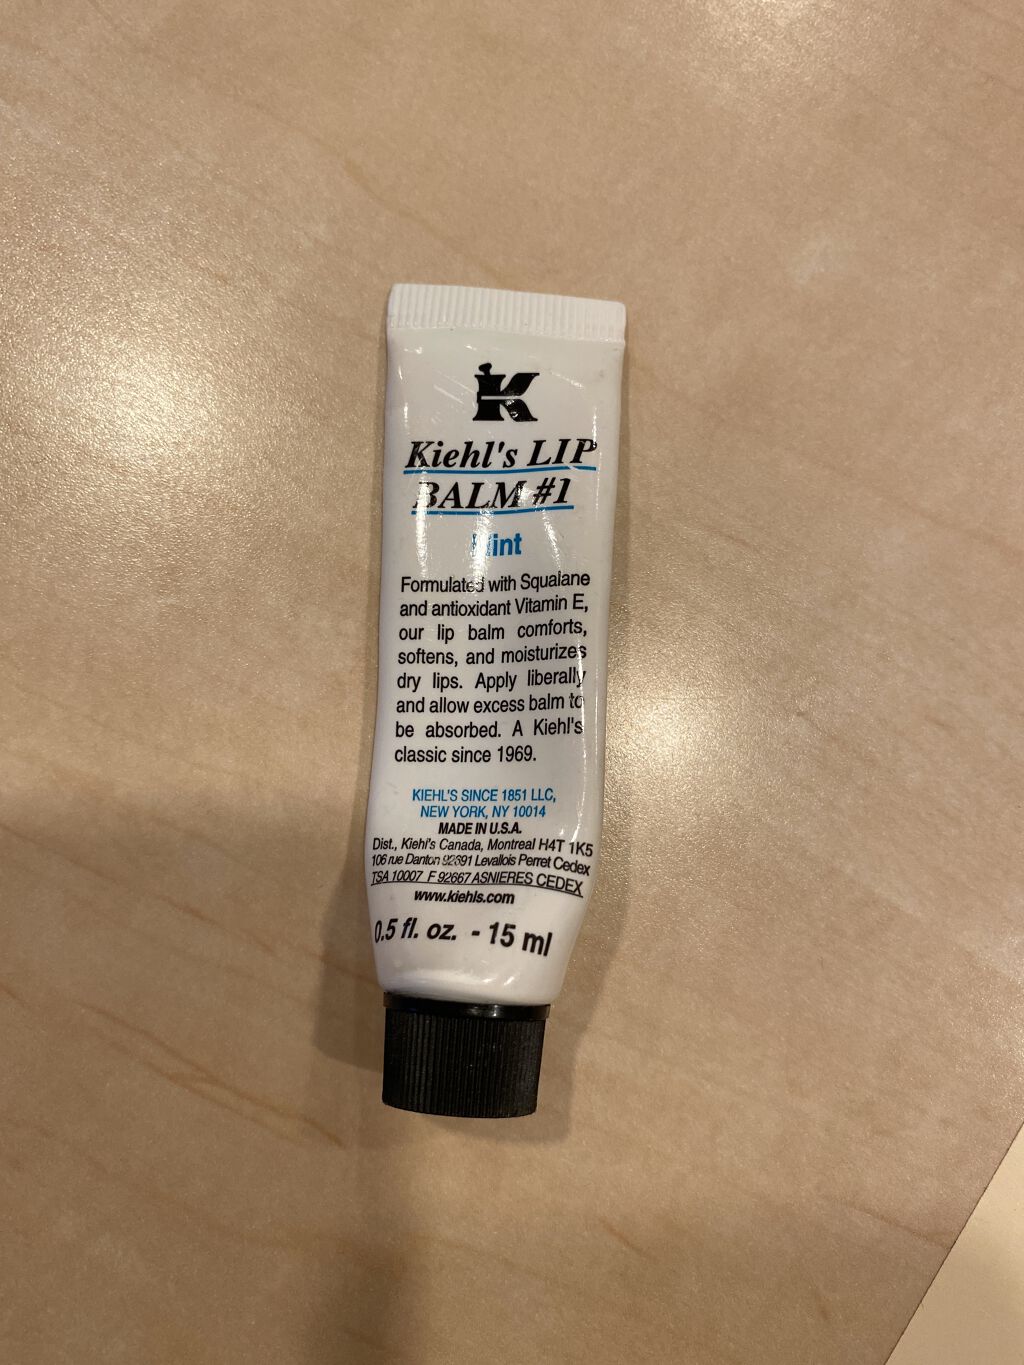 K
Kiehl's LIP
BALM #1
Mint
Formulated with Squalane
and antioxidant Vitamin E,
our lip balm comforts,
softens, and moisturizes
dry lips. Apply liberally
and allow excess balm to
be absorbed. A Kiehl's
classic since 1969.
KIEHL'S SINCE 1851 LLC,
NEW YORK, NY 10014
MADE IN U.S.A.
Dist., Kiehl's Canada, Montreal H4T 1K5
106 rue Danton 92691 Levallois Perret Cedex
TSA 10007 F 92667 ASNIERES CEDEX
www.kiehls.com
0.5 fl. oz. - 15 ml